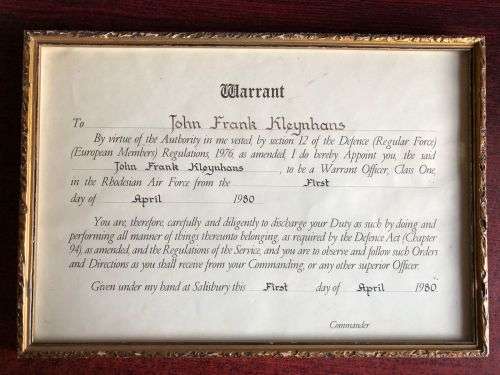 Warrant
To John Frank Kleynhans
By virtue of the Authority in me vested, by section 12 of the Defence (Regular Force)
(European Members) Regulations, 1976, as amended, I do hereby Appoint you, the said
John Frank Kleynhans, to be a Warrant Officer, Class One,
in the Rhodesian Air Force from the First
day of April 1980
You are, therefore, carefully and diligently to discharge your Duty as such by doing and
performing all manner of things thereunto belonging, as required by the Defence Act (Chapter
94), as amended, and the Regulations of the Service, and you are to observe and follow such Orders
and Directions as you shall receive from your Commanding, or any other superior Officer.
Given under my hand at Salisbury this First day of April 1980
Commander